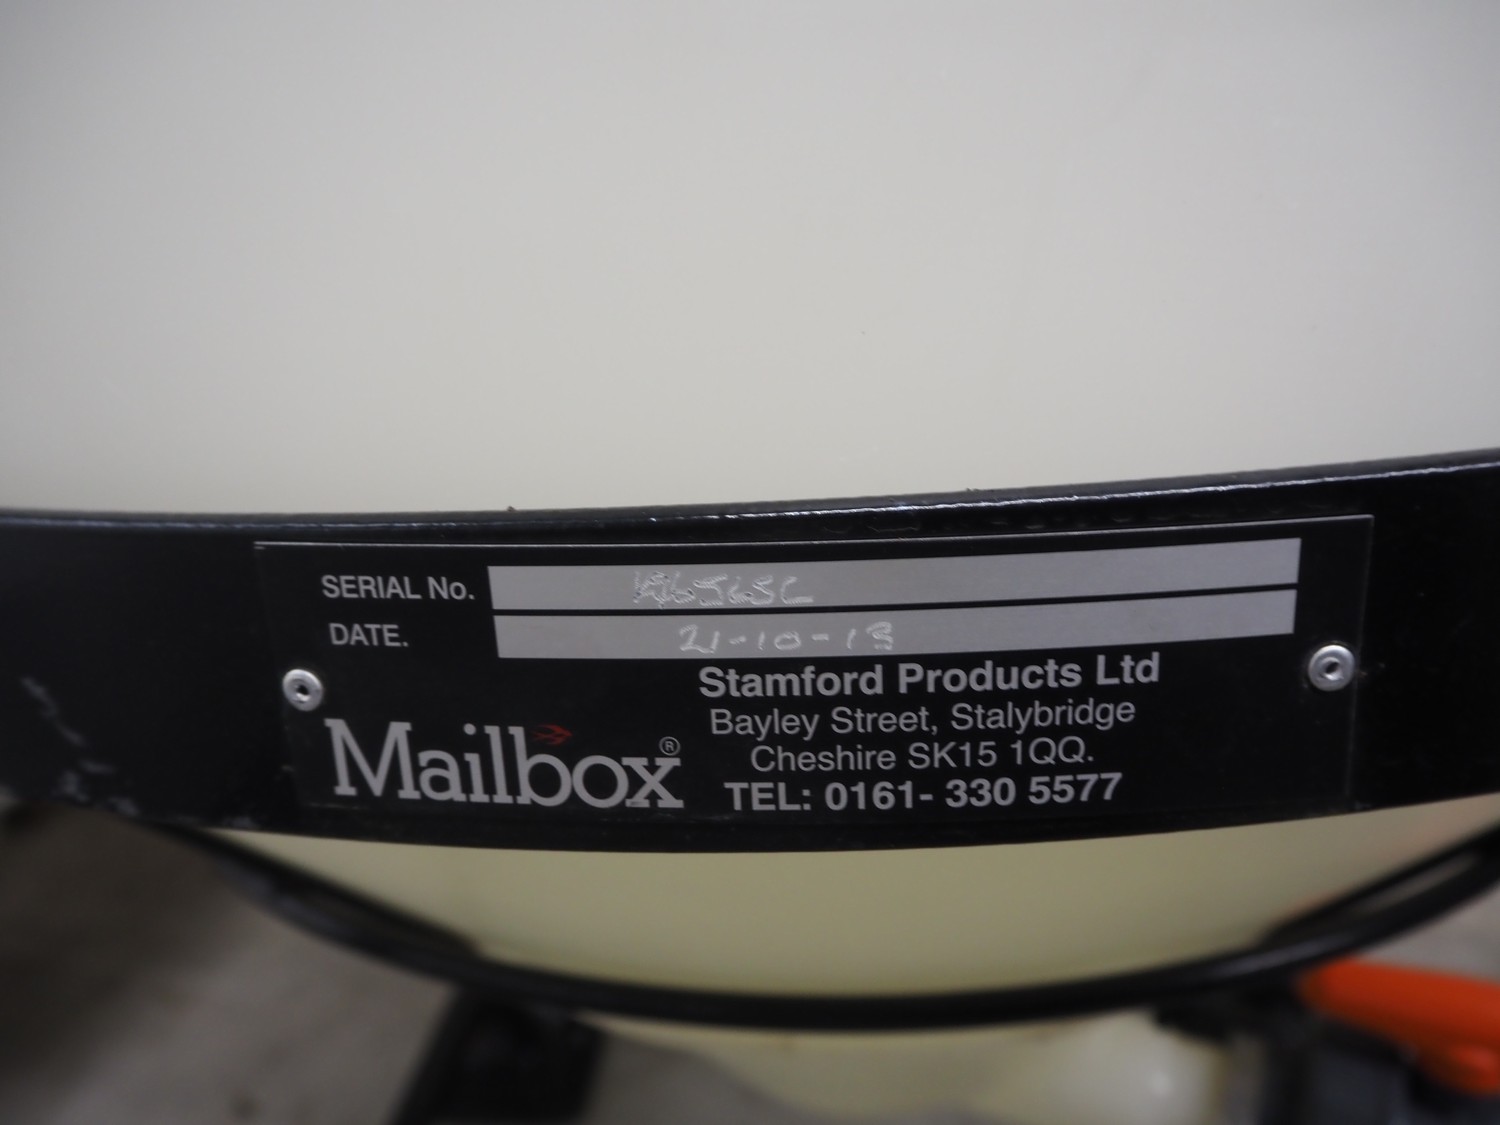 SERIAL No.
DATE. 21-10-13
Stamford Products Ltd
Bayley Street, Stalybridge
Cheshire SK15 1QQ.
TEL: 0161- 330 5577
Mailbox®